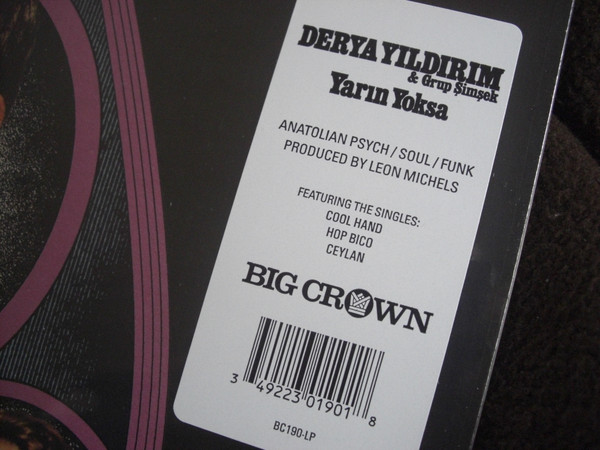 DERYA YILDIRIM
& Grup Şimşek
Yarın Yoksa
ANATOLIAN PSYCH / SOUL / FUNK
PRODUCED BY LEON MICHELS
FEATURING THE SINGLES:
COOL HAND
HOP BICO
CEYLAN
BIG CROWN
3 49223 01901 8
BC190-LP